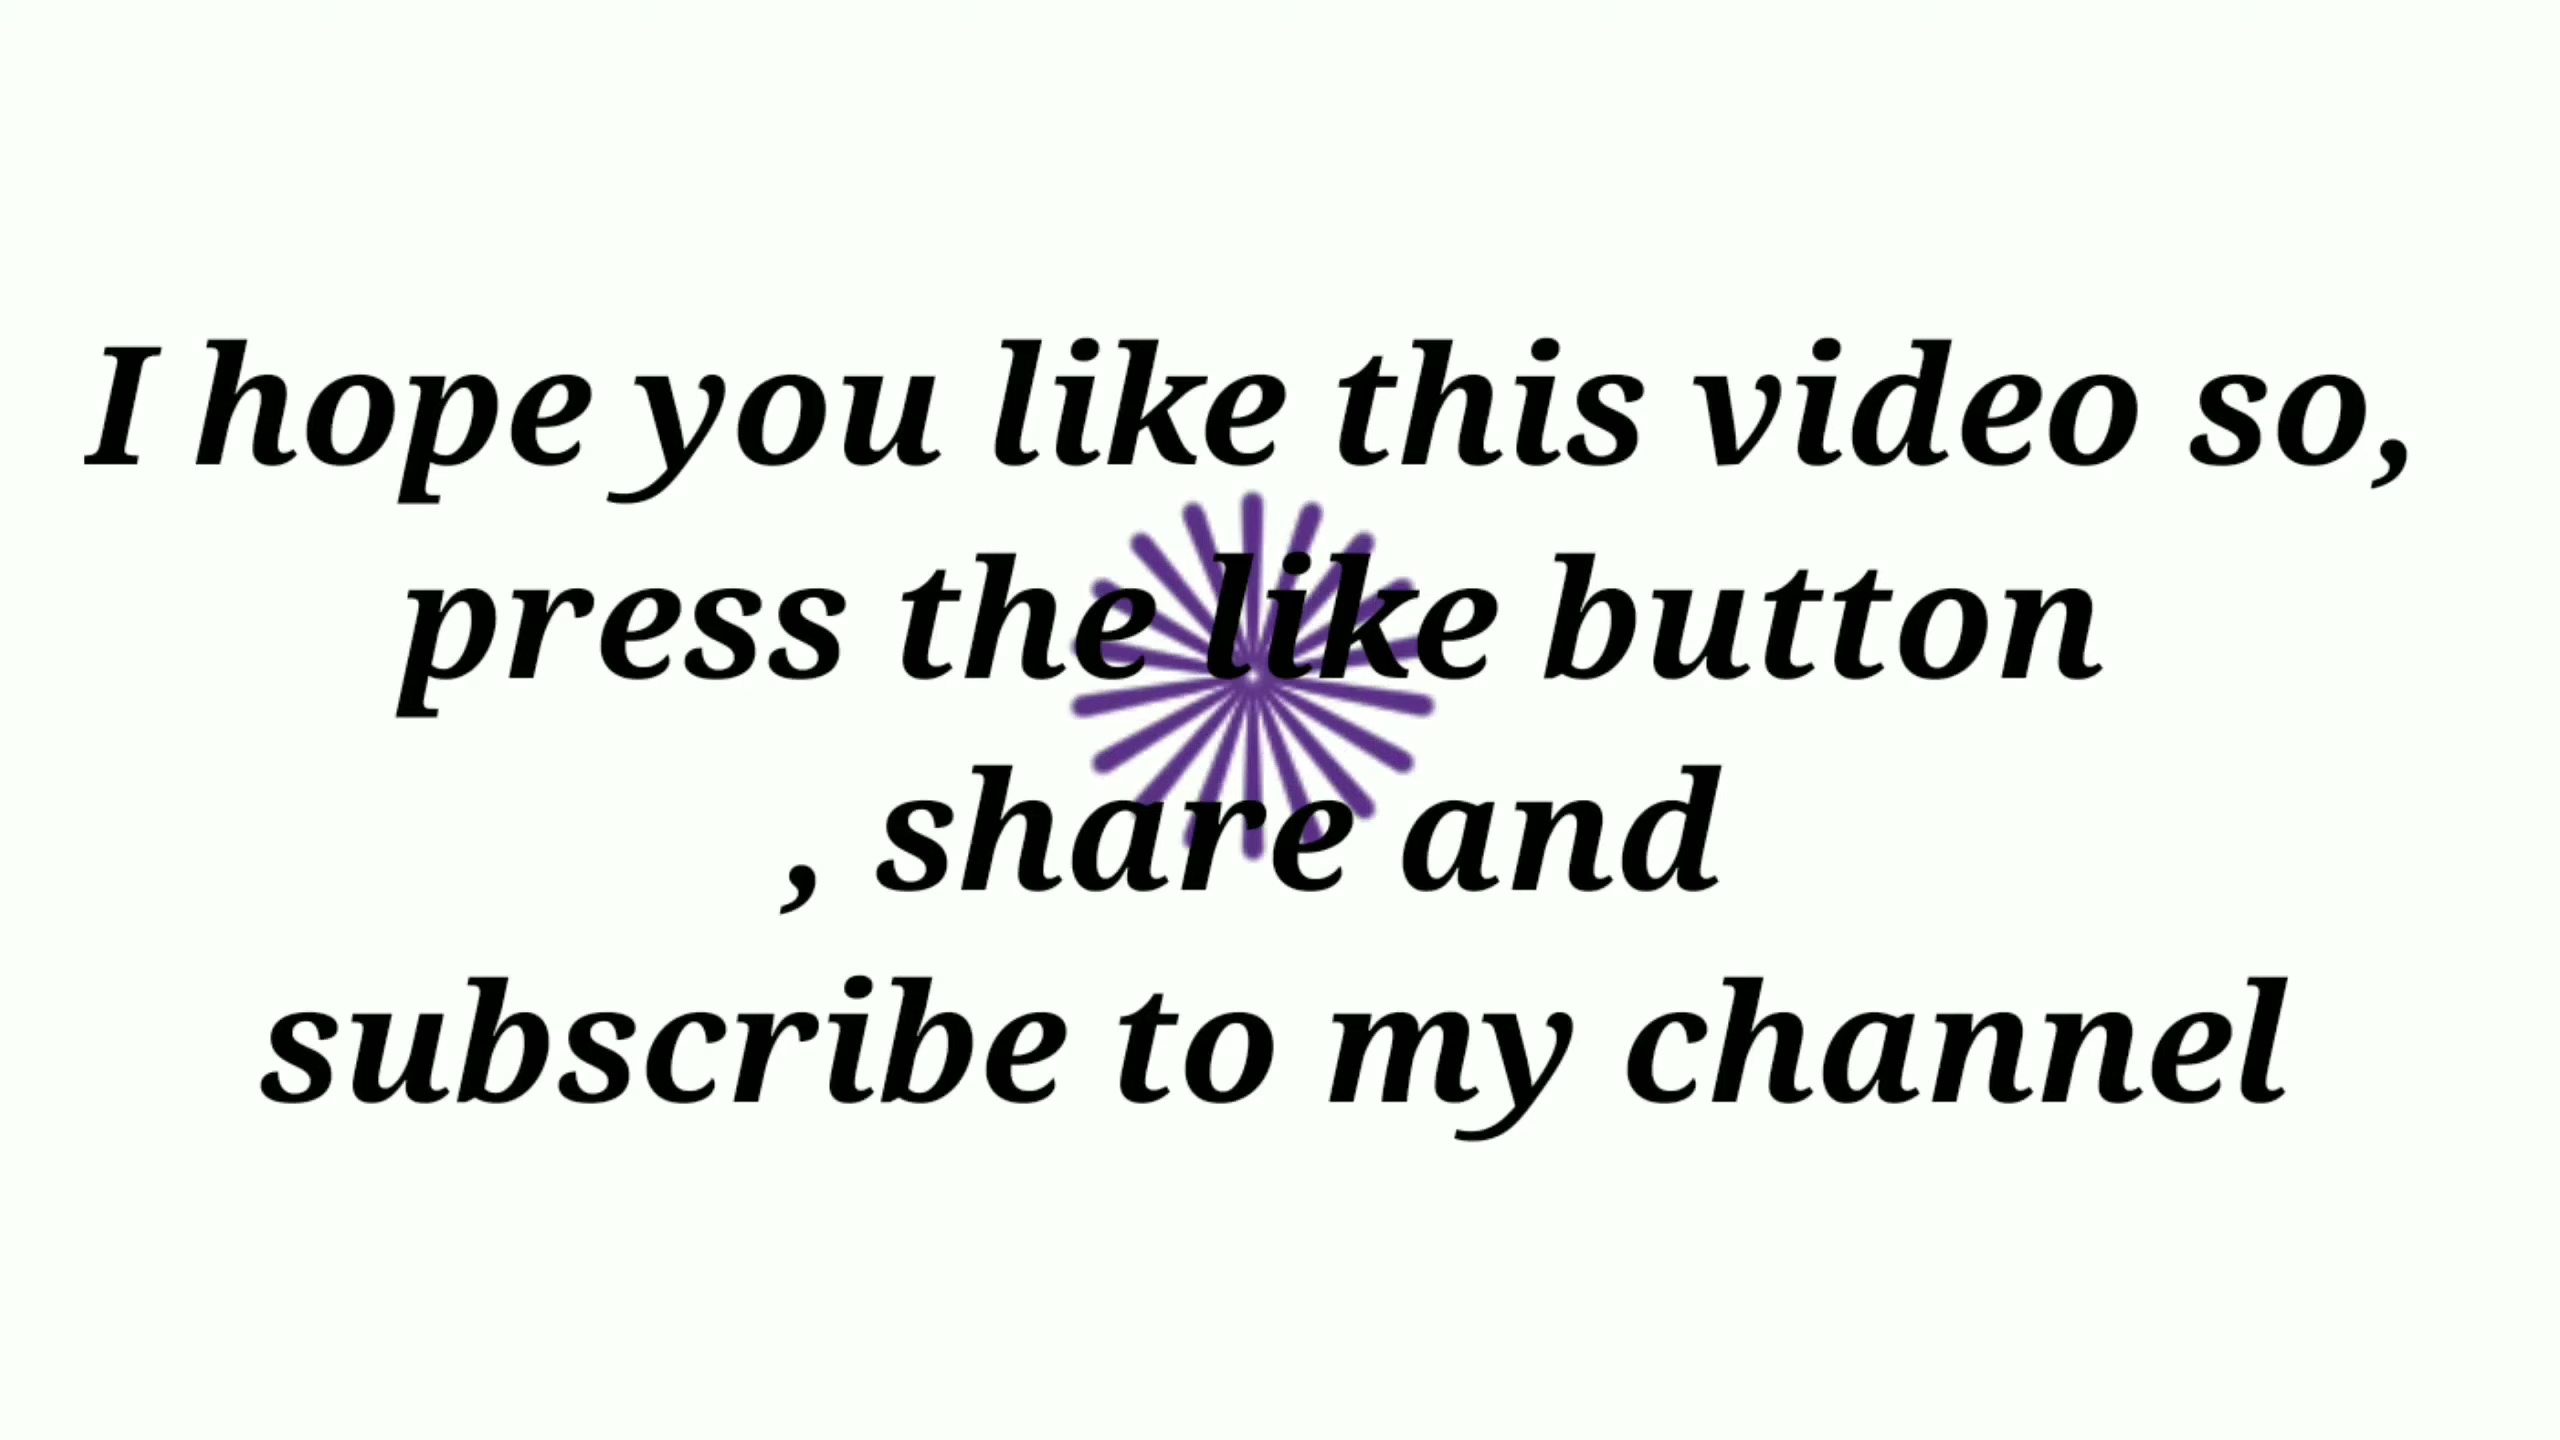 I hope you like this video so,
press the like button
, share and
subscribe to my channel